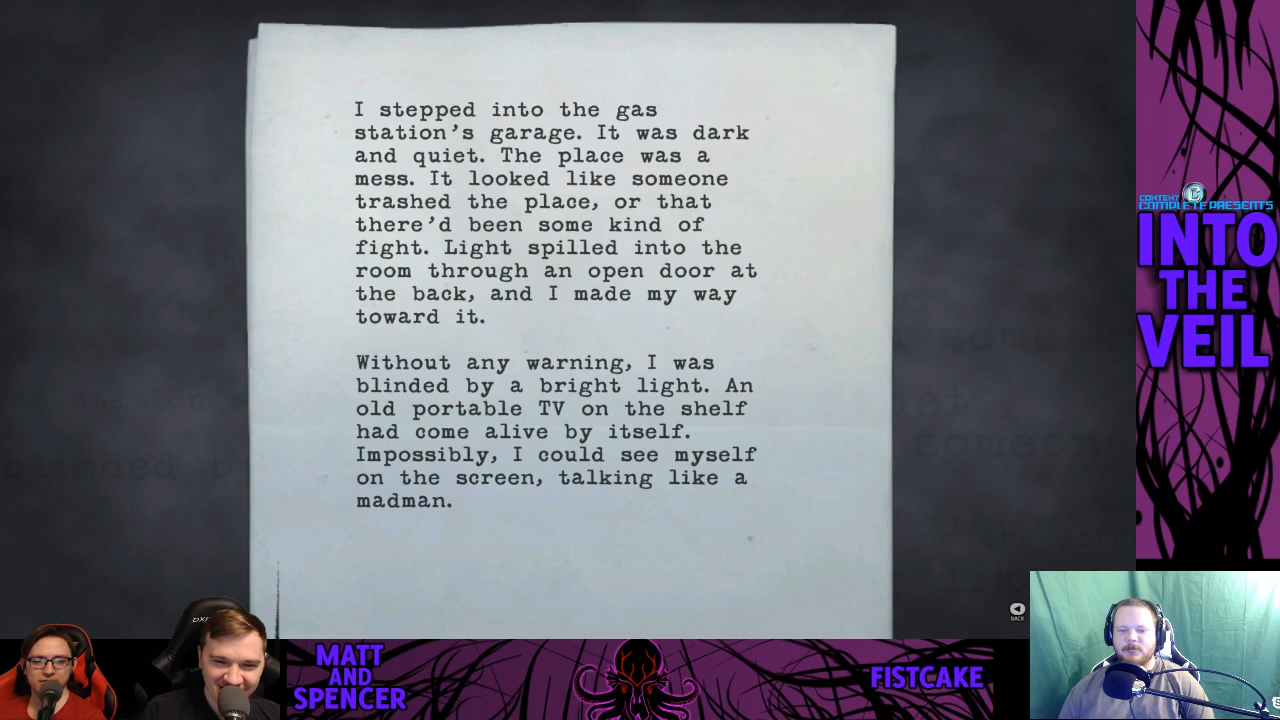 I stepped into the gas
station's garage. It was dark
and quiet. The place was a
mess. It looked like someone
trashed the place, or that
there'd been some kind of
fight. Light spilled into the
room through an open door at
the back, and I made my way
toward it.
Without any warning, I was
blinded by a bright light. An
old portable TV on the shelf
had come alive by itself.
Impossibly, I could see myself
on the screen, talking like a
madman.
BACK
CONTENT
COMPLETE PRESENTS
INTO
THE
VEIL
MATT
AND
SPENCER
FISTCAKE